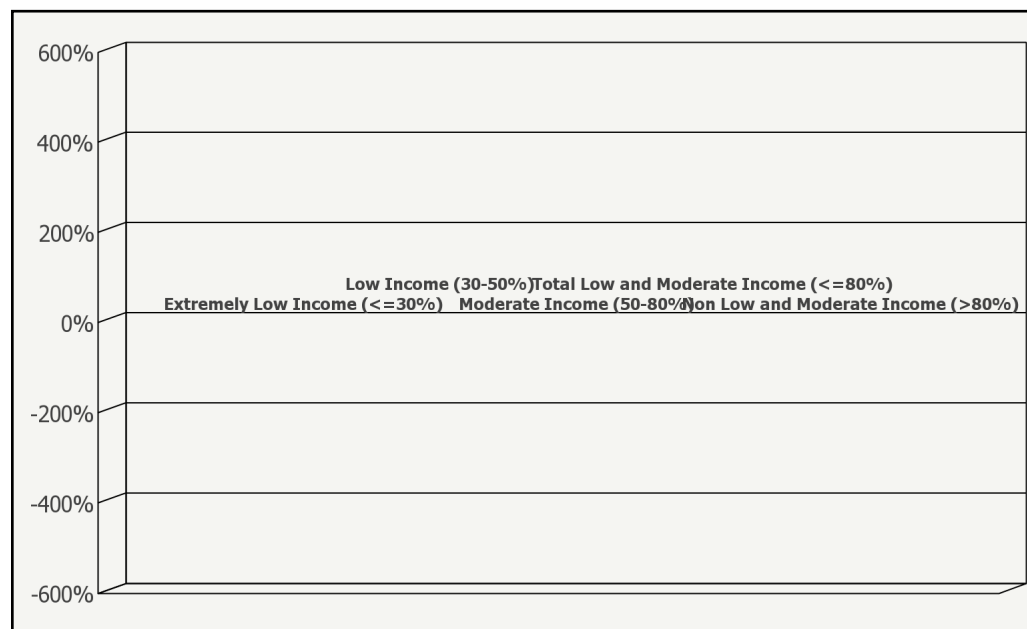 600%
400%
200%
Low Income (30-50%)
Total Low and Moderate Income (<=80%)
Extremely Low Income (<=30%)
Moderate Income (50-80%)
Non Low and Moderate Income (>80%)
0%
-200%
-400%
-600%